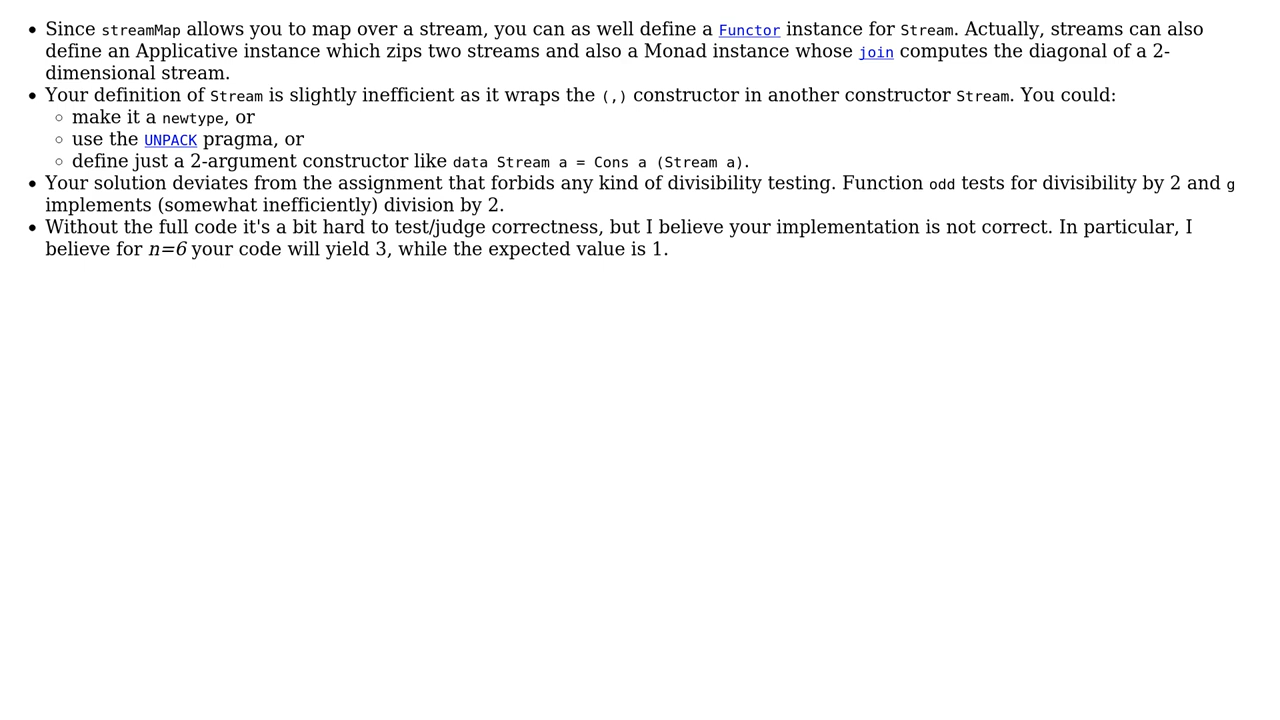 Since streamMap allows you to map over a stream, you can as well define a Functor instance for Stream. Actually, streams can also
define an Applicative instance which zips two streams and also a Monad instance whose join computes the diagonal of a 2-
dimensional stream.
Your definition of Stream is slightly inefficient as it wraps the (,) constructor in another constructor Stream. You could:
make it a newtype, or
use the UNPACK pragma, or
define just a 2-argument constructor like data Stream a = Cons a (Stream a).
Your solution deviates from the assignment that forbids any kind of divisibility testing. Function odd tests for divisibility by 2 and g
implements (somewhat inefficiently) division by 2.
Without the full code it's a bit hard to test/judge correctness, but I believe your implementation is not correct. In particular, I
believe for n=6 your code will yield 3, while the expected value is 1.